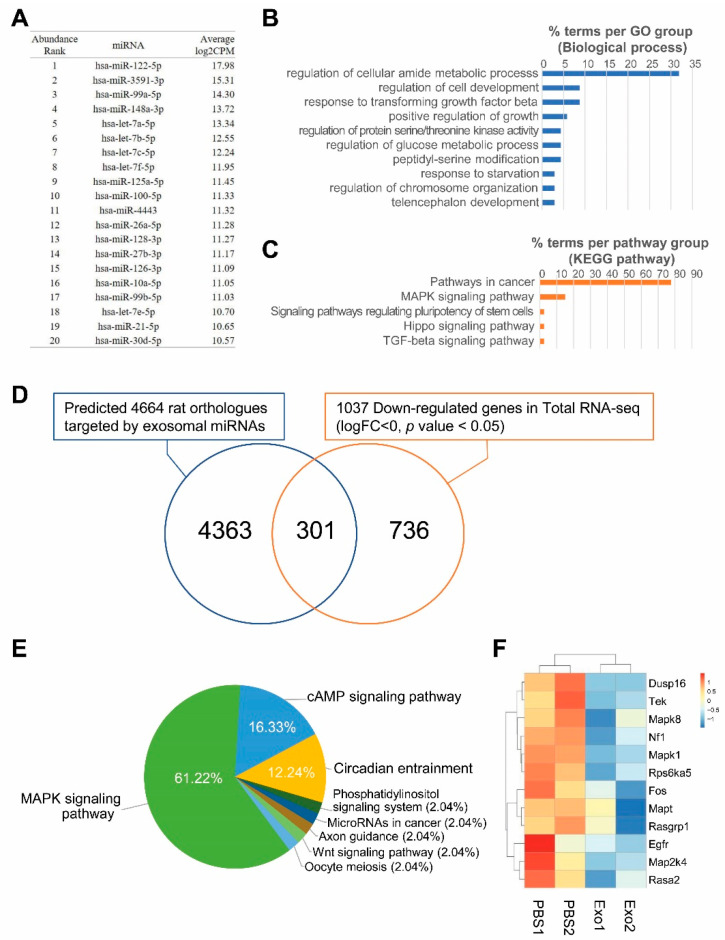 A
Abundance Rank miRNA Average log2CPM
1 hsa-miR-122-5p 17.98
2 hsa-miR-3591-3p 15.31
3 hsa-miR-99a-5p 14.30
4 hsa-miR-148a-3p 13.72
5 hsa-let-7a-5p 13.34
6 hsa-let-7b-5p 12.55
7 hsa-let-7c-5p 12.24
8 hsa-let-7f-5p 11.95
9 hsa-miR-125a-5p 11.45
10 hsa-miR-100-5p 11.33
11 hsa-miR-4443 11.32
12 hsa-miR-26a-5p 11.28
13 hsa-miR-128-3p 11.27
14 hsa-miR-27b-3p 11.17
15 hsa-miR-126-3p 11.09
16 hsa-miR-10a-5p 11.05
17 hsa-miR-99b-5p 11.03
18 hsa-let-7e-5p 10.70
19 hsa-miR-21-5p 10.65
20 hsa-miR-30d-5p 10.57
B
% terms per GO group
(Biological process)
0 5 10 15 20 25 30 35
regulation of cellular amide metabolic processs
regulation of cell development
response to transforming growth factor beta
positive regulation of growth
regulation of protein serine/threonine kinase activity
regulation of glucose metabolic process
peptidyl-serine modification
response to starvation
regulation of chromosome organization
telencephalon development
C
% terms per pathway group
(KEGG pathway)
0 10 20 30 40 50 60 70 80 90
Pathways in cancer
MAPK signaling pathway
Signaling pathways regulating pluripotency of stem cells
Hippo signaling pathway
TGF-beta signaling pathway
D
Predicted 4664 rat orthologues
targeted by exosomal miRNAs
1037 Down-regulated genes in Total RNA-seq
(logFC<0, p value < 0.05)
4363 301 736
E
cAMP signaling pathway
16.33%
Circadian entrainment
12.24%
61.22%
MAPK signaling
pathway
Phosphatidylinositol
signaling system (2.04%)
MicroRNAs in cancer (2.04%)
Axon guidance (2.04%)
Wnt signaling pathway (2.04%)
Oocyte meiosis (2.04%)
F
Dusp16
Tek
Mapk8
Nf1
Mapk1
Rps6ka5
Fos
Mapt
Rasgrp1
Egfr
Map2k4
Rasa2
PBS1 PBS2 Exo1 Exo2
1
0.5
0
−0.5
−1